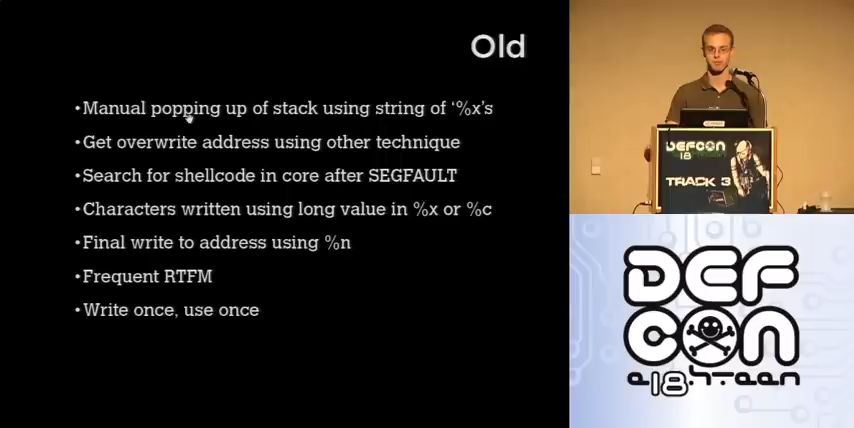 Old
•Manual popping up of stack using string of ‘%x’s
•Get overwrite address using other technique
•Search for shellcode in core after SEGFAULT
•Characters written using long value in %x or %c
•Final write to address using %n
•Frequent RTFM
•Write once, use once
DEFCON
18
TRACK 3
DEF
CON
e18h-teen